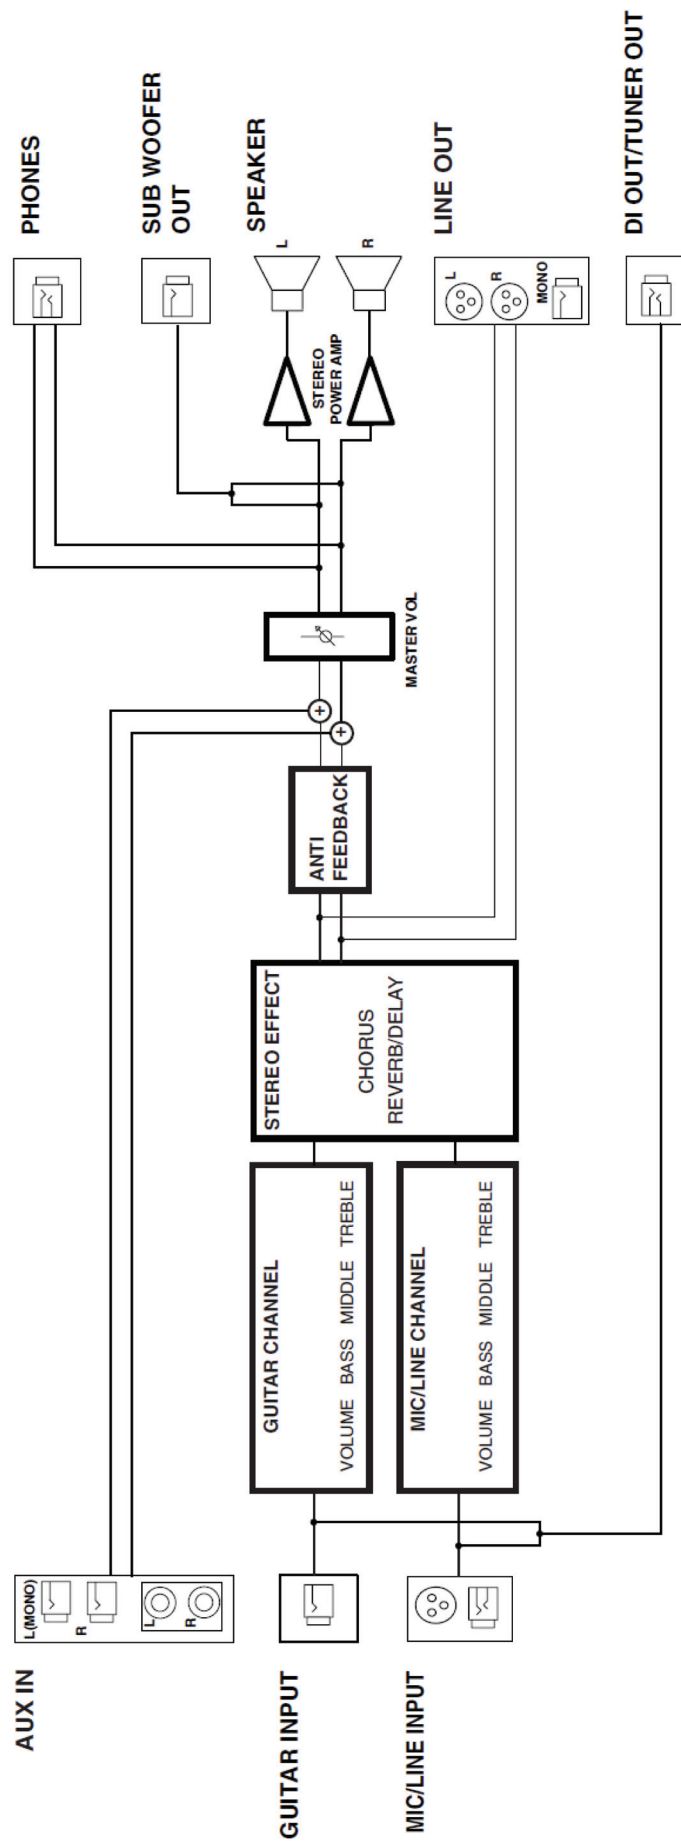 AUX IN
L(MONO)
R
L
R
GUITAR INPUT
MIC/LINE INPUT
GUITAR CHANNEL
VOLUME BASS MIDDLE TREBLE
MIC/LINE CHANNEL
VOLUME BASS MIDDLE TREBLE
STEREO EFFECT
CHORUS
REVERB/DELAY
ANTI
FEEDBACK
+
+
MASTER VOL
STEREO
POWER AMP
PHONES
SUB WOOFER
OUT
SPEAKER
L
R
LINE OUT
L
R
MONO
DI OUT/TUNER OUT